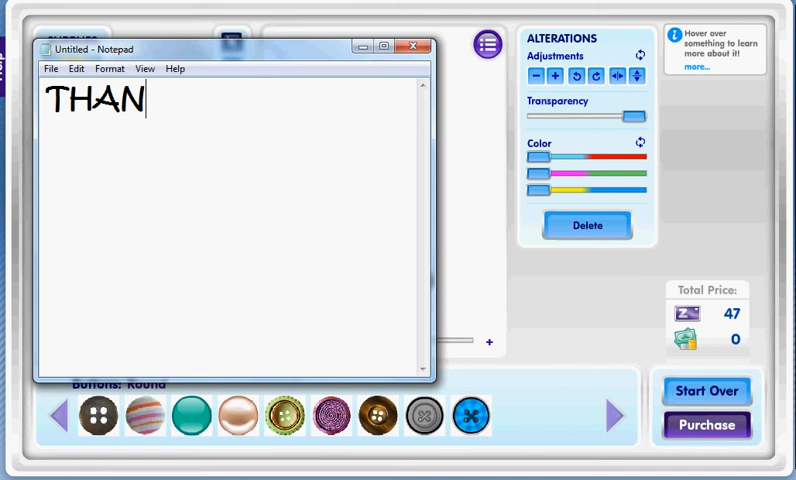 Help
Untitled - Notepad
File Edit Format View Help
THAN
ALTERATIONS
Adjustments
Transparency
Color
Delete
Hover over
something to learn
more about it!
more...
Total Price:
Z 47
0
Buttons: Round
Start Over
Purchase